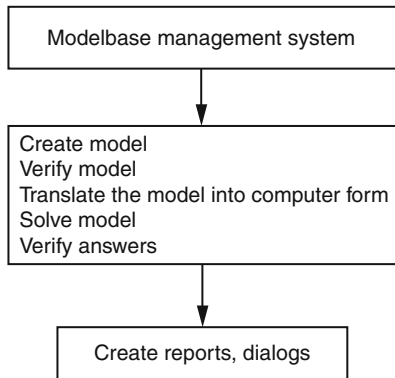 Modelbase management system
Create model
Verify model
Translate the model into computer form
Solve model
Verify answers
Create reports, dialogs